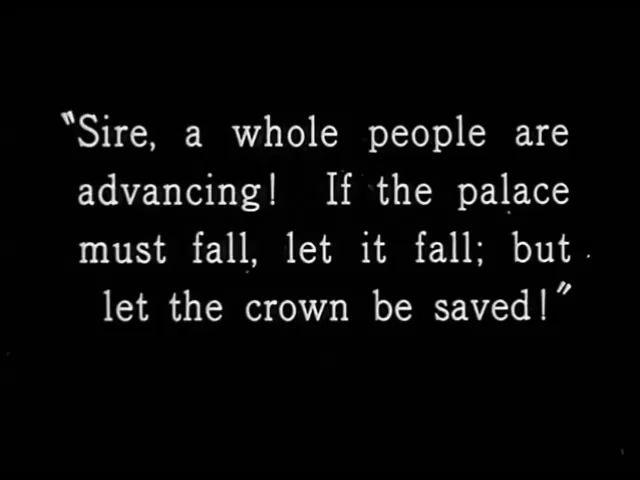 "Sire, a whole people are
advancing! If the palace
must fall, let it fall; but
let the crown be saved!"